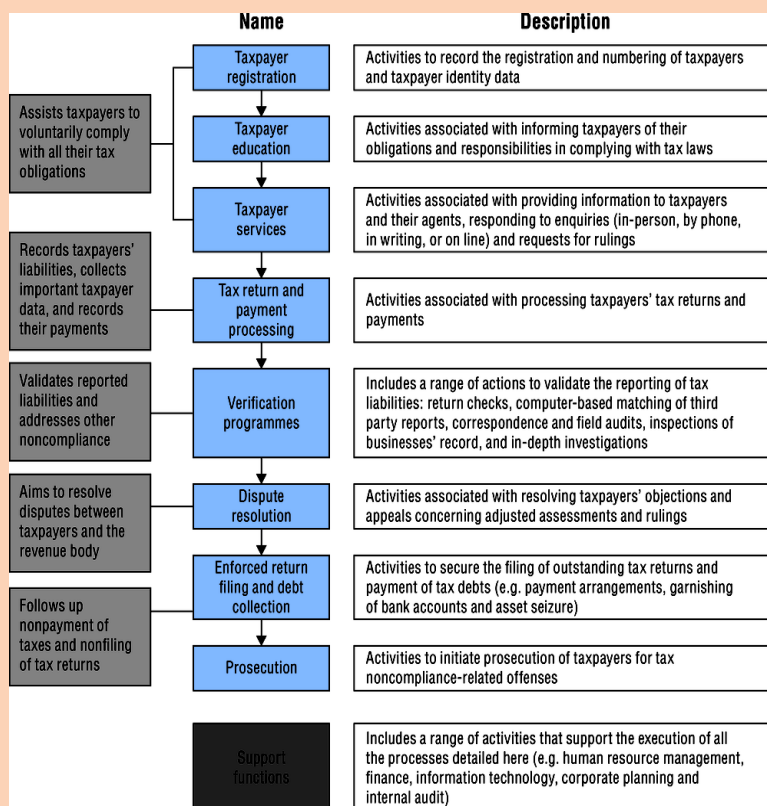 Name
Description
Taxpayer
registration
Activities to record the registration and numbering of taxpayers
and taxpayer identity data
Assists taxpayers to
voluntarily comply
with all their tax
obligations
Taxpayer
education
Activities associated with informing taxpayers of their
obligations and responsibilities in complying with tax laws
Taxpayer
services
Activities associated with providing information to taxpayers
and their agents, responding to enquiries (in-person, by phone,
in writing, or on line) and requests for rulings
Records taxpayers'
liabilities, collects
important taxpayer
data, and records
their payments
Tax return and
payment
processing
Activities associated with processing taxpayers' tax returns and
payments
Validates reported
liabilities and
addresses other
noncompliance
Verification
programmes
Includes a range of actions to validate the reporting of tax
liabilities: return checks, computer-based matching of third
party reports, correspondence and field audits, inspections of
businesses' record, and in-depth investigations
Aims to resolve
disputes between
taxpayers and the
revenue body
Dispute
resolution
Activities associated with resolving taxpayers' objections and
appeals concerning adjusted assessments and rulings
Enforced return
filing and debt
collection
Activities to secure the filing of outstanding tax returns and
payment of tax debts (e.g. payment arrangements, garnishing
of bank accounts and asset seizure)
Follows up
nonpayment of
taxes and nonfiling
of tax returns
Prosecution
Activities to initiate prosecution of taxpayers for tax
noncompliance-related offenses
Support
functions
Includes a range of activities that support the execution of all
the processes detailed here (e.g. human resource management,
finance, information technology, corporate planning and
internal audit)